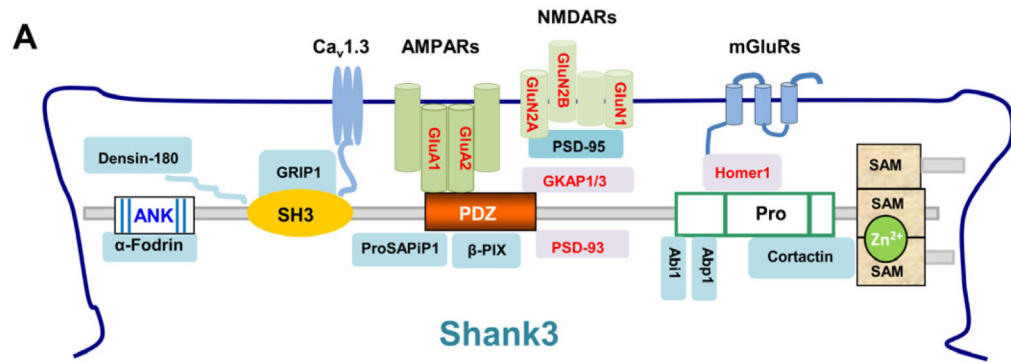 A
NMDARs
Cav1.3
AMPARs
mGluRs
GluN2A
GluN2B
GluN1
GluA1
GluA2
PSD-95
Densin-180
GRIP1
GKAP1/3
Homer1
SAM
ANK
SH3
PDZ
Pro
SAM
α-Fodrin
ProSAPiP1
β-PIX
PSD-93
Abi1
Abp1
Cortactin
Zn²⁺
SAM
Shank3